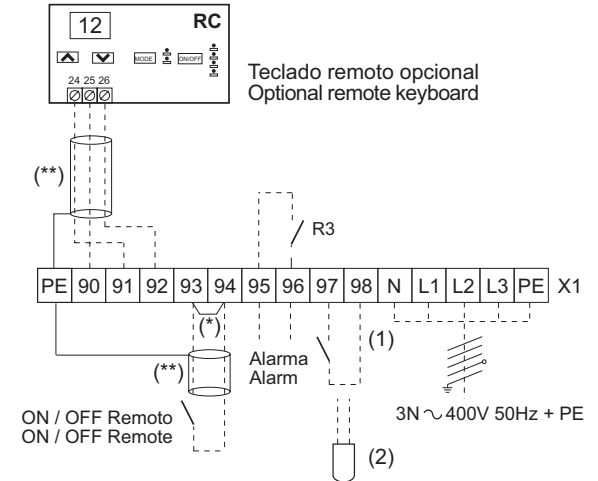 12 RC
MODE ON/OFF
24 25 26
Teclado remoto opcional
Optional remote keyboard
(**)
R3
PE 90 91 92 93 94 95 96 97 98 N L1 L2 L3 PE X1
(*)
(1)
Alarma
Alarm
(**)
ON / OFF Remoto
ON / OFF Remote
3N ~ 400V 50Hz + PE
(2)